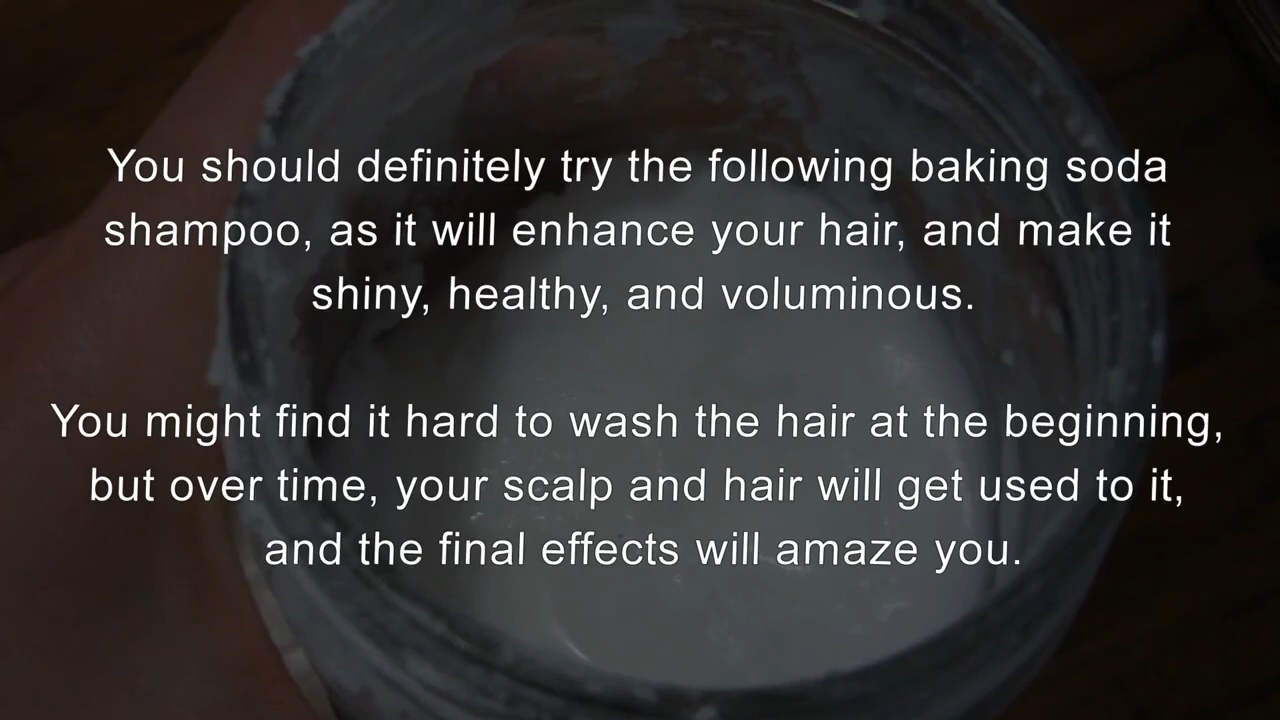 You should definitely try the following baking soda
shampoo, as it will enhance your hair, and make it
shiny, healthy, and voluminous.
You might find it hard to wash the hair at the beginning,
but over time, your scalp and hair will get used to it,
and the final effects will amaze you.